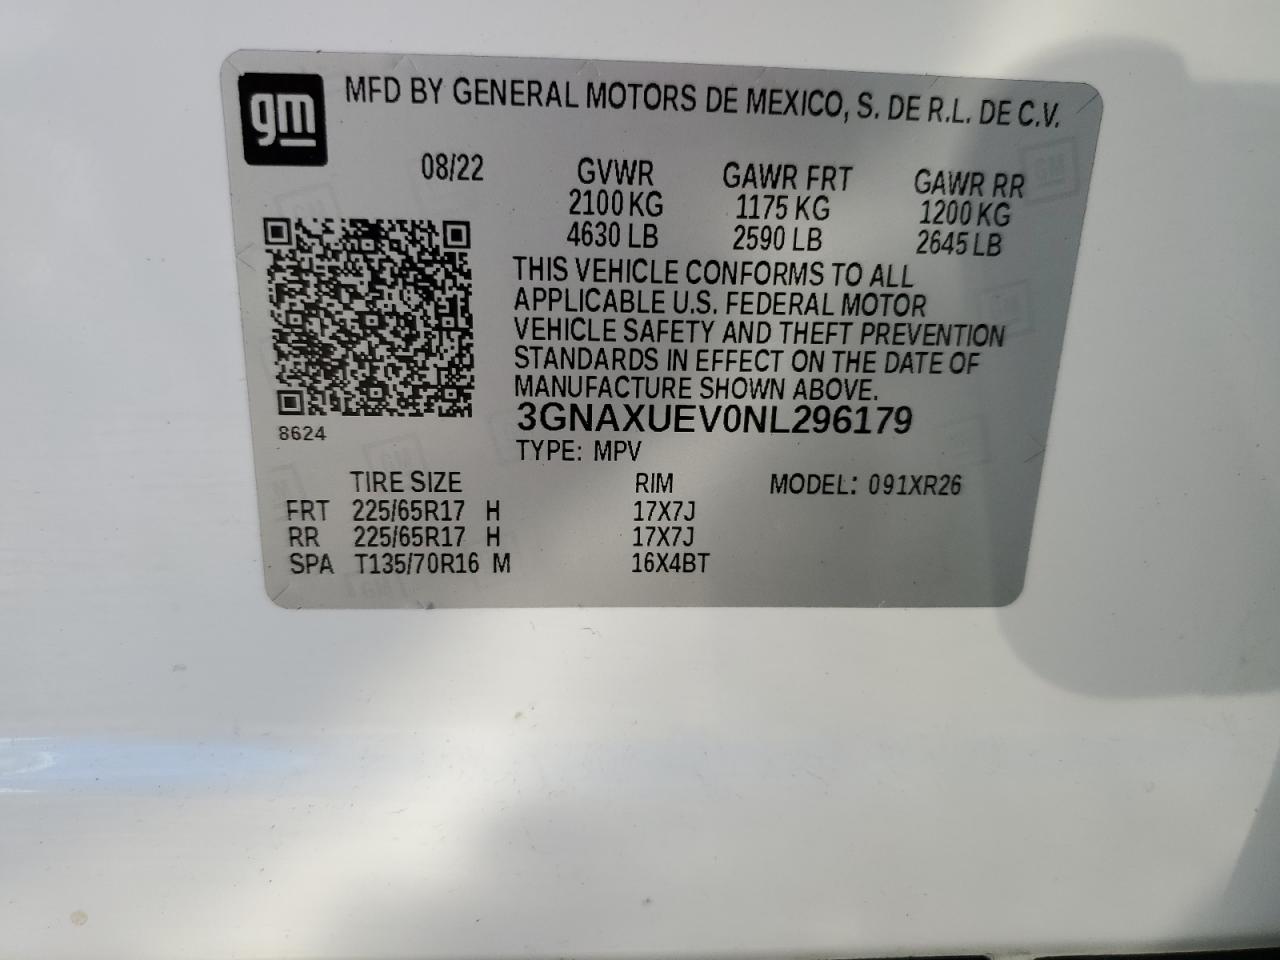 gm
MFD BY GENERAL MOTORS DE MEXICO, S. DE R.L. DE C.V.
08/22 GVWR GAWR FRT GAWR RR
2100 KG 1175 KG 1200 KG
4630 LB 2590 LB 2645 LB
THIS VEHICLE CONFORMS TO ALL
APPLICABLE U.S. FEDERAL MOTOR
VEHICLE SAFETY AND THEFT PREVENTION
STANDARDS IN EFFECT ON THE DATE OF
MANUFACTURE SHOWN ABOVE.
3GNAXUEV0NL296179
8624
TYPE: MPV
TIRE SIZE RIM MODEL: 091XR26
FRT 225/65R17 H 17X7J
RR 225/65R17 H 17X7J
SPA T135/70R16 M 16X4BT